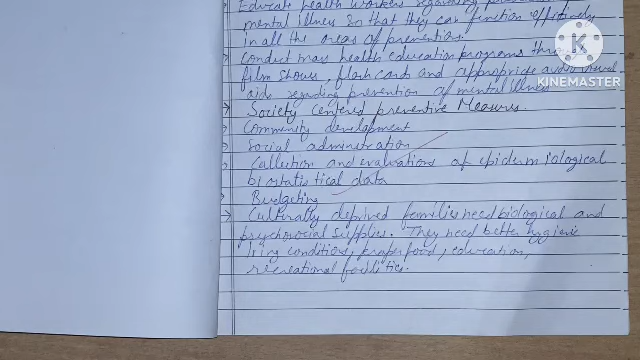 Educate health workers regarding
mental illness so that they can function effectively
in all the areas of prevention.
Conduct mass health education programs through
film shows, flash cards and appropriate audio visual
aids regarding prevention of mental illness
→ Society centered preventive Measures.
Community development
Social administration
Collection and evaluations of epidermiological
biostatistical data
Budgeting
→ Culturally deprived families need biological and
psychosocial supplies. They need better hygienic
living conditions, proper food, education,
recreational facilities.
KINEMASTER